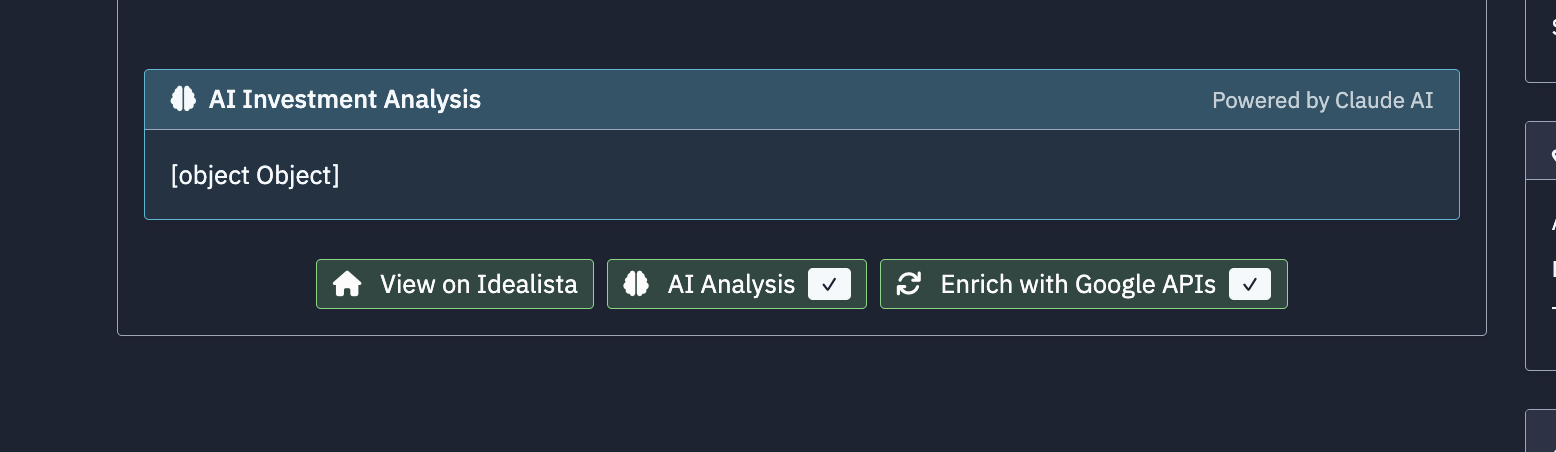 AI Investment Analysis
Powered by Claude AI
[object Object]
View on Idealista
AI Analysis ✓
Enrich with Google APIs ✓